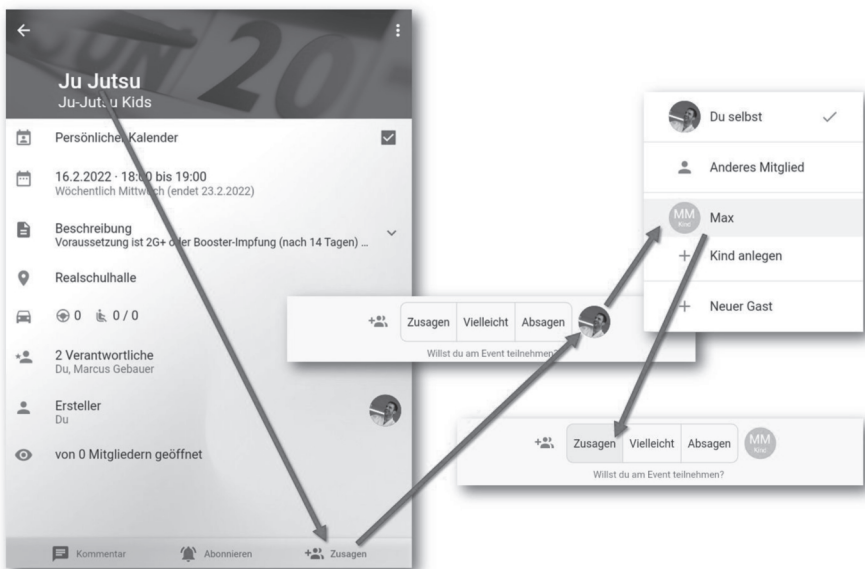 CON 20
Ju Jutsu
Ju-Jutsu Kids
Persönlicher Kalender
16.2.2022 · 18:00 bis 19:00
Wöchentlich Mittwoch (endet 23.2.2022)
Beschreibung
Voraussetzung ist 2G+ oder Booster-Impfung (nach 14 Tagen) ...
Realschulhalle
0 0 / 0
2 Verantwortliche
Du, Marcus Gebauer
Ersteller
Du
von 0 Mitgliedern geöffnet
Kommentar Abonnieren Zusagen
Zusagen Vielleicht Absagen
Willst du am Event teilnehmen?
Du selbst
Anderes Mitglied
MM Kind Max
Kind anlegen
Neuer Gast
Zusagen Vielleicht Absagen MM Kind
Willst du am Event teilnehmen?